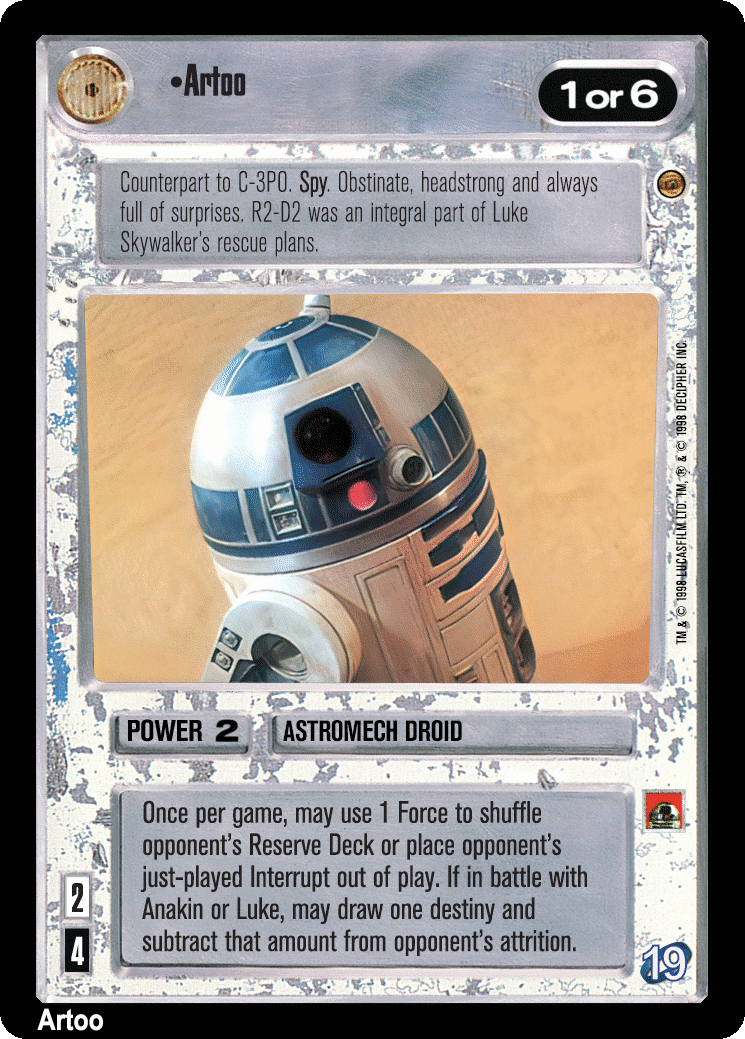 •Artoo
1 or 6
Counterpart to C-3PO. Spy. Obstinate, headstrong and always
full of surprises. R2-D2 was an integral part of Luke
Skywalker's rescue plans.
TM & © 1998 LUCASFILM LTD. TM, ® & © 1998 DECIPHER INC.
POWER 2
ASTROMECH DROID
Once per game, may use 1 Force to shuffle
opponent's Reserve Deck or place opponent's
just-played Interrupt out of play. If in battle with
Anakin or Luke, may draw one destiny and
subtract that amount from opponent's attrition.
2
4
19
Artoo